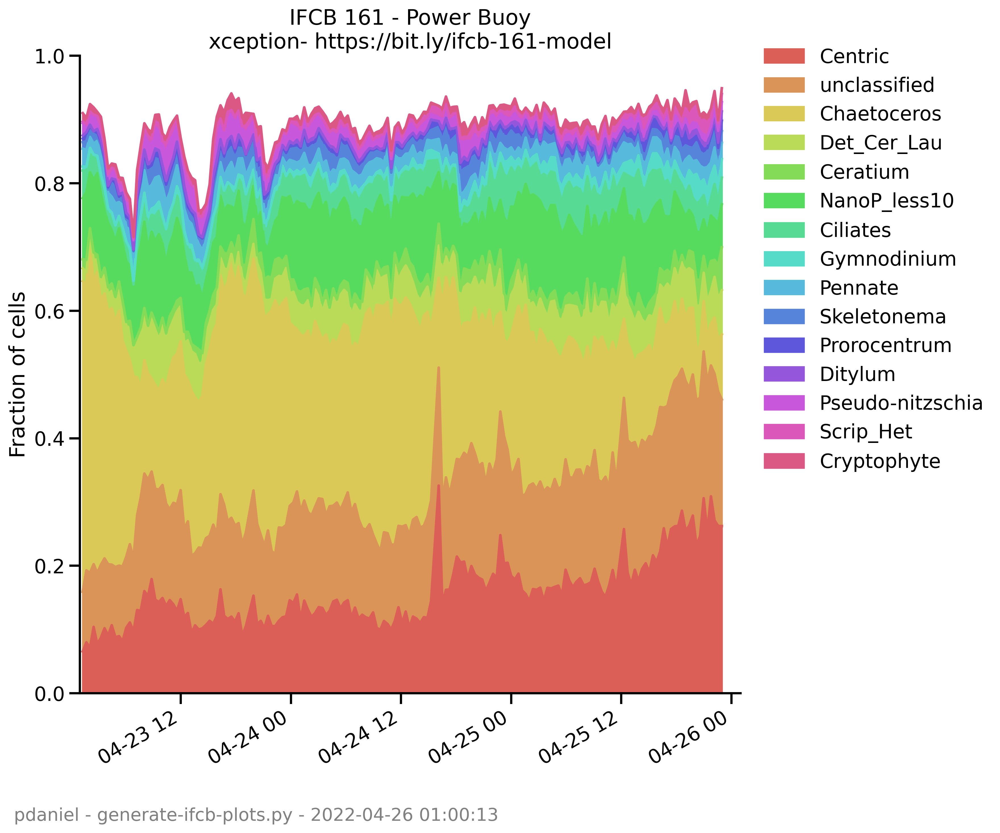 IFCB 161 - Power Buoy
xception- https://bit.ly/ifcb-161-model
1.0
0.8
0.6
0.4
0.2
0.0
Fraction of cells
04-23 12
04-24 00
04-24 12
04-25 00
04-25 12
04-26 00
Centric
unclassified
Chaetoceros
Det_Cer_Lau
Ceratium
NanoP_less10
Ciliates
Gymnodinium
Pennate
Skeletonema
Prorocentrum
Ditylum
Pseudo-nitzschia
Scrip_Het
Cryptophyte
pdaniel - generate-ifcb-plots.py - 2022-04-26 01:00:13